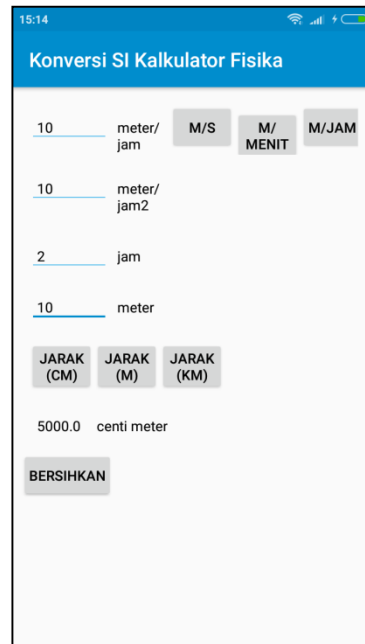 15:14
Konversi SI Kalkulator Fisika
10 meter/ jam M/S M/ MENIT M/JAM
10 meter/ jam2
2 jam
10 meter
JARAK (CM) JARAK (M) JARAK (KM)
5000.0 centi meter
BERSIHKAN